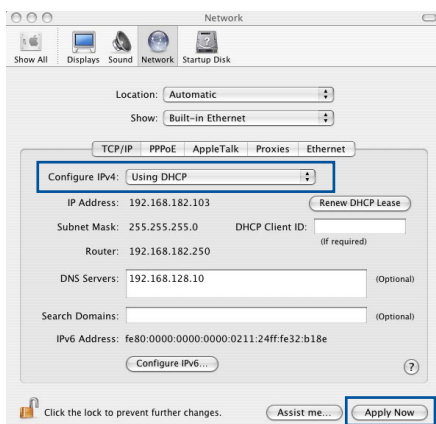 Network
Show All Displays Sound Network Startup Disk
Location: Automatic
Show: Built-in Ethernet
TCP/IP PPPoE AppleTalk Proxies Ethernet
Configure IPv4: Using DHCP
IP Address: 192.168.182.103 Renew DHCP Lease
Subnet Mask: 255.255.255.0 DHCP Client ID:
(If required)
Router: 192.168.182.250
DNS Servers: 192.168.128.10 (Optional)
Search Domains: (Optional)
IPv6 Address: fe80:0000:0000:0000:0211:24ff:fe32:b18e
Configure IPv6...
?
Click the lock to prevent further changes. Assist me... Apply Now